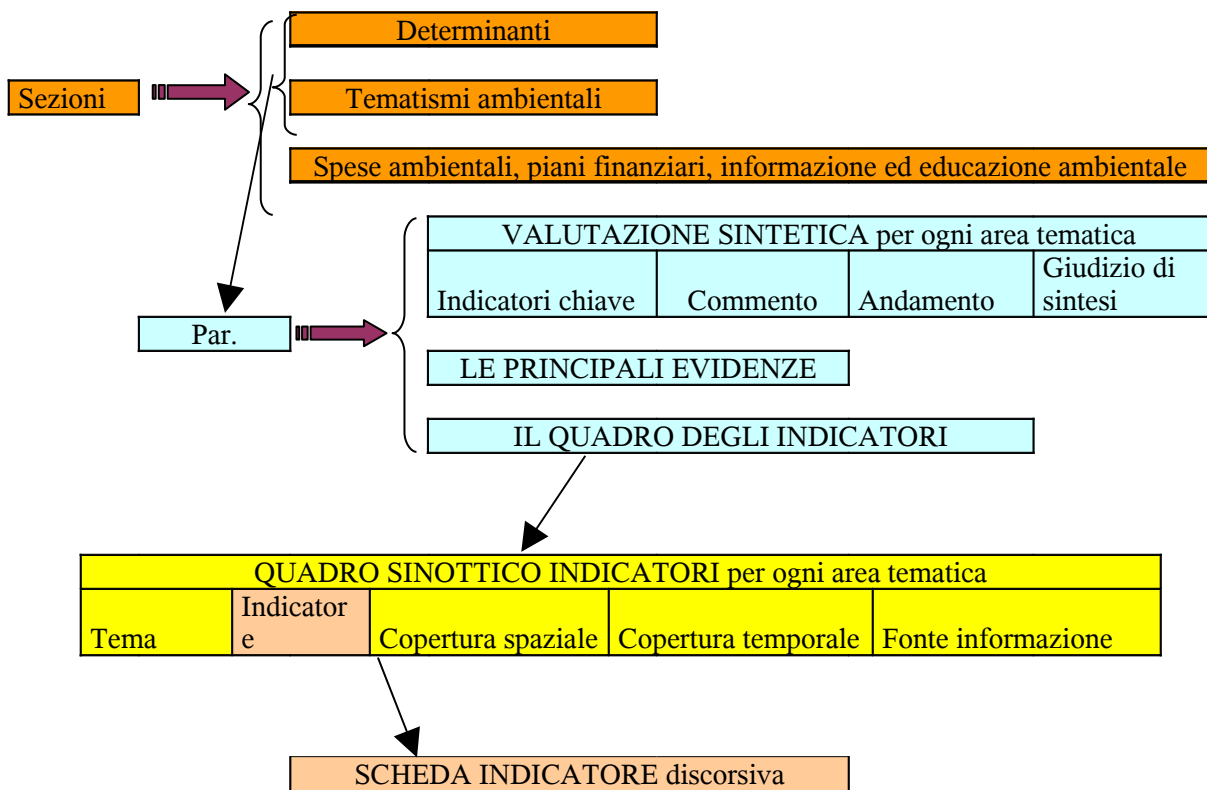 Determinanti
Sezioni
Tematismi ambientali
Spese ambientali, piani finanziari, informazione ed educazione ambientale
VALUTAZIONE SINTETICA per ogni area tematica
Indicatori chiave
Commento
Andamento
Giudizio di
sintesi
Par.
LE PRINCIPALI EVIDENZE
IL QUADRO DEGLI INDICATORI
QUADRO SINOTTICO INDICATORI per ogni area tematica
Tema
Indicator
e
Copertura spaziale
Copertura temporale
Fonte informazione
SCHEDA INDICATORE discorsiva